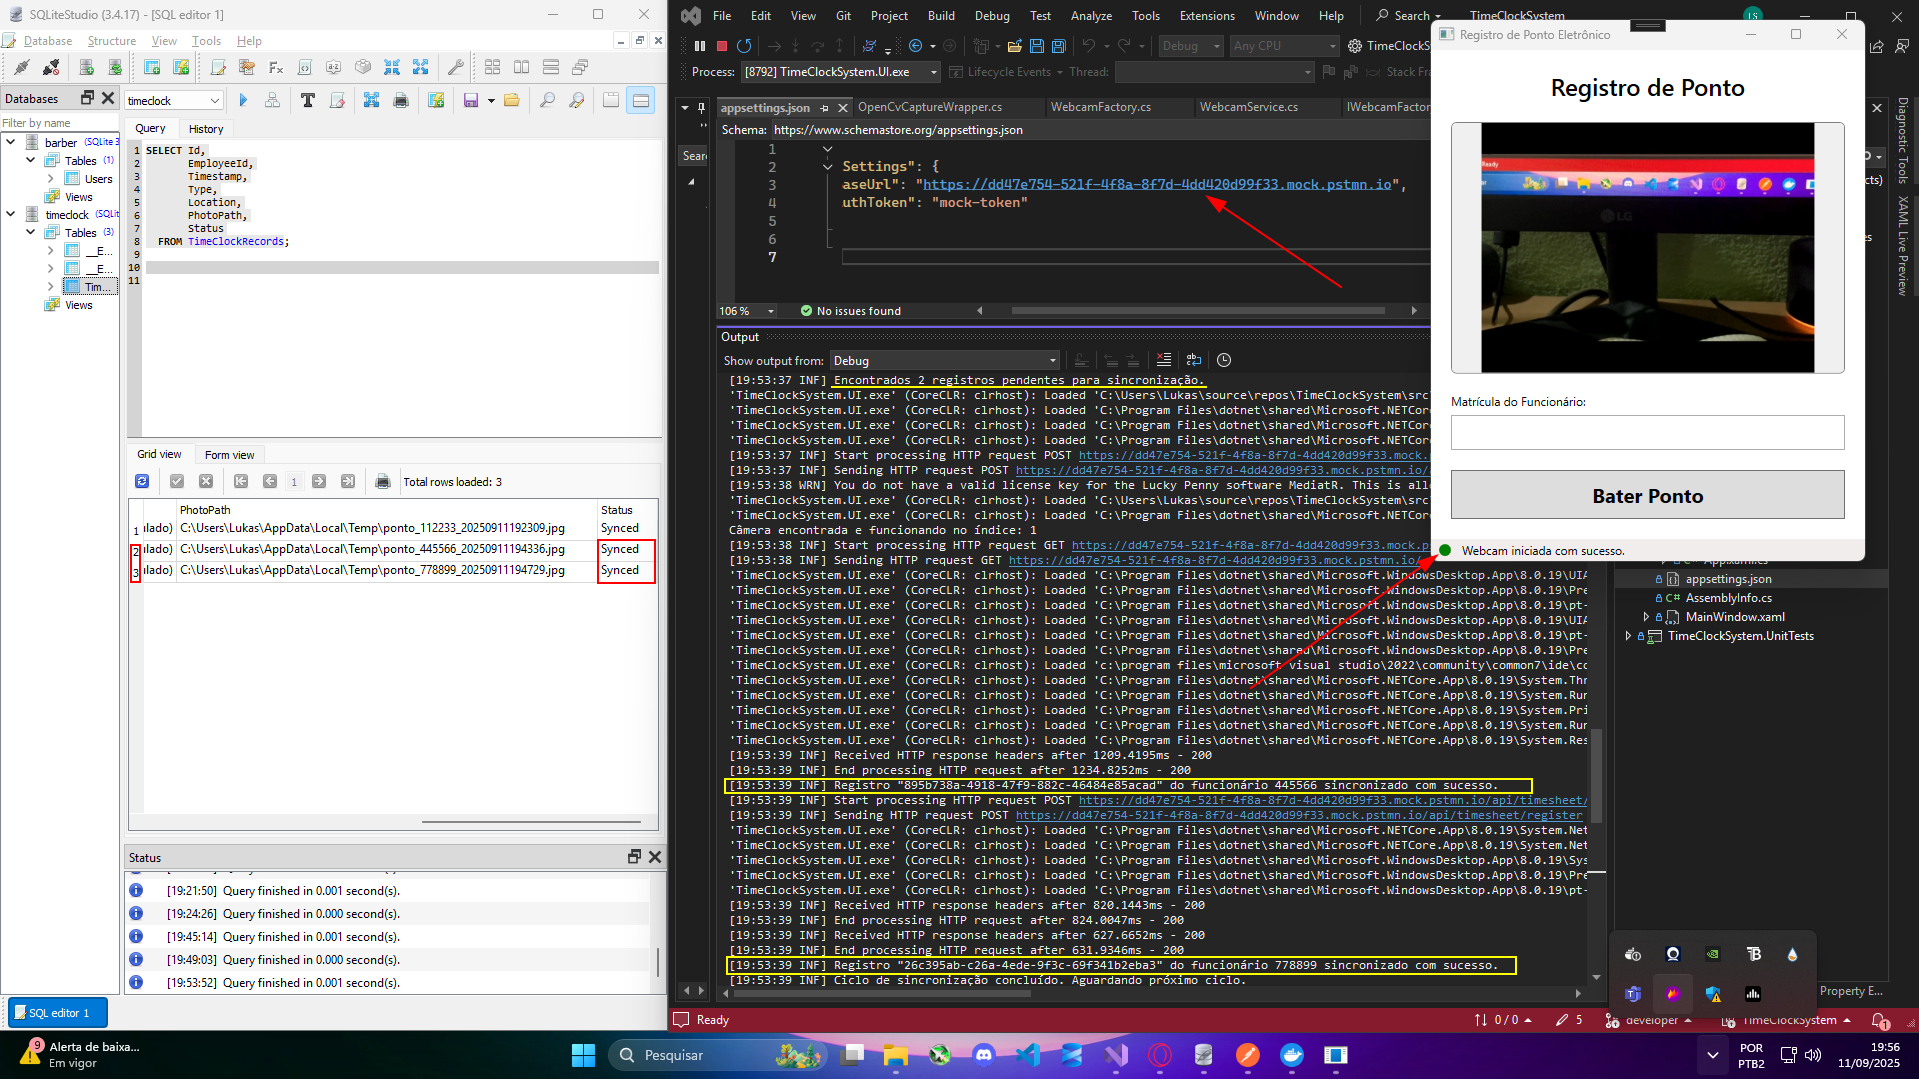 SQLiteStudio (3.4.17) - [SQL editor 1]
Database Structure View Tools Help
Databases
Filter by name
barber (SQLite 3
Tables (1)
Users
Views
timeclock (SQLit
Tables (3)
__E...
__E...
Tim...
Views
timeclock
Query History
1 SELECT Id,
2 EmployeeId,
3 Timestamp,
4 Type,
5 Location,
6 PhotoPath,
7 Status
8 FROM TimeClockRecords;
9
10
11
Grid view Form view
1 Total rows loaded: 3
PhotoPath Status
1 ılado) C:\Users\Lukas\AppData\Local\Temp\ponto_112233_20250911192309.jpg Synced
2 ılado) C:\Users\Lukas\AppData\Local\Temp\ponto_445566_20250911194336.jpg Synced
3 ılado) C:\Users\Lukas\AppData\Local\Temp\ponto_778899_20250911194729.jpg Synced
Status
[19:21:50] Query finished in 0.001 second(s).
[19:24:26] Query finished in 0.000 second(s).
[19:45:14] Query finished in 0.001 second(s).
[19:49:03] Query finished in 0.000 second(s).
[19:53:52] Query finished in 0.001 second(s).
SQL editor 1
File Edit View Git Project Build Debug Test Analyze Tools Extensions Window Help Search TimeClockSystem LS
Debug Any CPU TimeClockS
Process: [8792] TimeClockSystem.UI.exe Lifecycle Events Thread: Stack Fra
appsettings.json OpenCvCaptureWrapper.cs WebcamFactory.cs WebcamService.cs IWebcamFactor
Schema: https://www.schemastore.org/appsettings.json
Sear
1
2 Settings": {
3 aseUrl": "https://dd47e754-521f-4f8a-8f7d-4dd420d99f33.mock.pstmn.io",
4 uthToken": "mock-token"
5
6
7
106 % No issues found
Output
Show output from: Debug
[19:53:37 INF] Encontrados 2 registros pendentes para sincronização.
'TimeClockSystem.UI.exe' (CoreCLR: clrhost): Loaded 'C:\Users\Lukas\source\repos\TimeClockSystem\src\
'TimeClockSystem.UI.exe' (CoreCLR: clrhost): Loaded 'C:\Program Files\dotnet\shared\Microsoft.NETCore
'TimeClockSystem.UI.exe' (CoreCLR: clrhost): Loaded 'C:\Program Files\dotnet\shared\Microsoft.NETCore
'TimeClockSystem.UI.exe' (CoreCLR: clrhost): Loaded 'C:\Program Files\dotnet\shared\Microsoft.NETCore
[19:53:37 INF] Start processing HTTP request POST https://dd47e754-521f-4f8a-8f7d-4dd420d99f33.mock.p
[19:53:37 INF] Sending HTTP request POST https://dd47e754-521f-4f8a-8f7d-4dd420d99f33.mock.pstmn.io/
[19:53:38 WRN] You do not have a valid license key for the Lucky Penny software MediatR. This is allo
'TimeClockSystem.UI.exe' (CoreCLR: clrhost): Loaded 'C:\Users\Lukas\source\repos\TimeClockSystem\src\
'TimeClockSystem.UI.exe' (CoreCLR: clrhost): Loaded 'C:\Program Files\dotnet\shared\Microsoft.NETCore
Câmera encontrada e funcionando no índice: 1
[19:53:38 INF] Start processing HTTP request GET https://dd47e754-521f-4f8a-8f7d-4dd420d99f33.mock.ps
[19:53:38 INF] Sending HTTP request GET https://dd47e754-521f-4f8a-8f7d-4dd420d99f33.mock.pstmn.io/
'TimeClockSystem.UI.exe' (CoreCLR: clrhost): Loaded 'C:\Program Files\dotnet\shared\Microsoft.WindowsDesktop.App\8.0.19\UIA
'TimeClockSystem.UI.exe' (CoreCLR: clrhost): Loaded 'C:\Program Files\dotnet\shared\Microsoft.WindowsDesktop.App\8.0.19\Pre
'TimeClockSystem.UI.exe' (CoreCLR: clrhost): Loaded 'C:\Program Files\dotnet\shared\Microsoft.WindowsDesktop.App\8.0.19\pt-
'TimeClockSystem.UI.exe' (CoreCLR: clrhost): Loaded 'C:\Program Files\dotnet\shared\Microsoft.WindowsDesktop.App\8.0.19\UIA
'TimeClockSystem.UI.exe' (CoreCLR: clrhost): Loaded 'C:\Program Files\dotnet\shared\Microsoft.WindowsDesktop.App\8.0.19\pt-
'TimeClockSystem.UI.exe' (CoreCLR: clrhost): Loaded 'C:\Program Files\dotnet\shared\Microsoft.WindowsDesktop.App\8.0.19\Pre
'TimeClockSystem.UI.exe' (CoreCLR: clrhost): Loaded 'c:\program files\microsoft visual studio\2022\community\common7\ide\co
'TimeClockSystem.UI.exe' (CoreCLR: clrhost): Loaded 'C:\Program Files\dotnet\shared\Microsoft.NETCore.App\8.0.19\System.Thr
'TimeClockSystem.UI.exe' (CoreCLR: clrhost): Loaded 'C:\Program Files\dotnet\shared\Microsoft.NETCore.App\8.0.19\System.Run
'TimeClockSystem.UI.exe' (CoreCLR: clrhost): Loaded 'C:\Program Files\dotnet\shared\Microsoft.NETCore.App\8.0.19\System.Pri
'TimeClockSystem.UI.exe' (CoreCLR: clrhost): Loaded 'C:\Program Files\dotnet\shared\Microsoft.NETCore.App\8.0.19\System.Run
'TimeClockSystem.UI.exe' (CoreCLR: clrhost): Loaded 'C:\Program Files\dotnet\shared\Microsoft.NETCore.App\8.0.19\System.Res
[19:53:39 INF] Received HTTP response headers after 1209.4195ms - 200
[19:53:39 INF] End processing HTTP request after 1234.8252ms - 200
[19:53:39 INF] Registro "895b738a-4918-47f9-882c-46484e85acad" do funcionário 445566 sincronizado com sucesso.
[19:53:39 INF] Start processing HTTP request POST https://dd47e754-521f-4f8a-8f7d-4dd420d99f33.mock.pstmn.io/api/timesheet/
[19:53:39 INF] Sending HTTP request POST https://dd47e754-521f-4f8a-8f7d-4dd420d99f33.mock.pstmn.io/api/timesheet/register
'TimeClockSystem.UI.exe' (CoreCLR: clrhost): Loaded 'C:\Program Files\dotnet\shared\Microsoft.NETCore.App\8.0.19\System.Net
'TimeClockSystem.UI.exe' (CoreCLR: clrhost): Loaded 'C:\Program Files\dotnet\shared\Microsoft.NETCore.App\8.0.19\System.Net
'TimeClockSystem.UI.exe' (CoreCLR: clrhost): Loaded 'C:\Program Files\dotnet\shared\Microsoft.WindowsDesktop.App\8.0.19\Sys
'TimeClockSystem.UI.exe' (CoreCLR: clrhost): Loaded 'C:\Program Files\dotnet\shared\Microsoft.WindowsDesktop.App\8.0.19\Pre
'TimeClockSystem.UI.exe' (CoreCLR: clrhost): Loaded 'C:\Program Files\dotnet\shared\Microsoft.WindowsDesktop.App\8.0.19\pt-
[19:53:39 INF] Received HTTP response headers after 820.1443ms - 200
[19:53:39 INF] End processing HTTP request after 824.0047ms - 200
[19:53:39 INF] Received HTTP response headers after 627.6652ms - 200
[19:53:39 INF] End processing HTTP request after 631.9346ms - 200
[19:53:39 INF] Registro "26c395ab-c26a-4ede-9f3c-69f341b2eba3" do funcionário 778899 sincronizado com sucesso.
[19:53:39 INF] Ciclo de sincronização concluído. Aguardando próximo ciclo.
Registro de Ponto Eletrônico
Registro de Ponto
Ready
LG
Matrícula do Funcionário:
Bater Ponto
Webcam iniciada com sucesso.
Diagnostic Tools
XAML Live Preview
cts)
es
App.xaml.cs
appsettings.json
C# AssemblyInfo.cs
MainWindow.xaml
TimeClockSystem.UnitTests
Property E...
Ready 0 / 0 5 developer TimeClockSystem 1
9 Alerta de baixa...
Em vigor
Pesquisar
POR
PTB2
19:56
11/09/2025